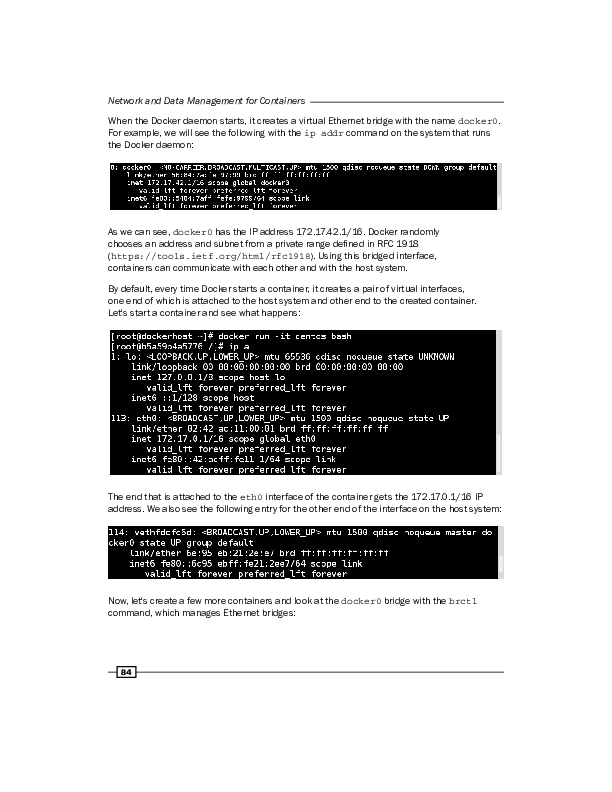 Network and Data Management for Containers
When the Docker daemon starts, it creates a virtual Ethernet bridge with the name docker0.
For example, we will see the following with the ip addr command on the system that runs
the Docker daemon:
8: docker0: <NO-CARRIER,BROADCAST,MULTICAST,UP> mtu 1500 qdisc noqueue state DOWN group default
link/ether 56:84:7a:fe:97:99 brd ff:ff:ff:ff:ff:ff
inet 172.17.42.1/16 scope global docker0
valid_lft forever preferred_lft forever
inet6 fe80::5484:7aff:fefe:9799/64 scope link
valid_lft forever preferred_lft forever
As we can see, docker0 has the IP address 172.17.42.1/16. Docker randomly
chooses an address and subnet from a private range defined in RFC 1918
(https://tools.ietf.org/html/rfc1918). Using this bridged interface,
containers can communicate with each other and with the host system.
By default, every time Docker starts a container, it creates a pair of virtual interfaces,
one end of which is attached to the host system and other end to the created container.
Let's start a container and see what happens:
[root@dockerhost ~]# docker run -it centos bash
[root@b5a59b4a5776 /]# ip a
1: lo: <LOOPBACK,UP,LOWER_UP> mtu 65536 qdisc noqueue state UNKNOWN
link/loopback 00:00:00:00:00:00 brd 00:00:00:00:00:00
inet 127.0.0.1/8 scope host lo
valid_lft forever preferred_lft forever
inet6 ::1/128 scope host
valid_lft forever preferred_lft forever
113: eth0: <BROADCAST,UP,LOWER_UP> mtu 1500 qdisc noqueue state UP
link/ether 02:42:ac:11:00:01 brd ff:ff:ff:ff:ff:ff
inet 172.17.0.1/16 scope global eth0
valid_lft forever preferred_lft forever
inet6 fe80::42:acff:fe11:1/64 scope link
valid_lft forever preferred_lft forever
The end that is attached to the eth0 interface of the container gets the 172.17.0.1/16 IP
address. We also see the following entry for the other end of the interface on the host system:
114: vethfdcfc6d: <BROADCAST,UP,LOWER_UP> mtu 1500 qdisc noqueue master do
cker0 state UP group default
link/ether 6e:95:eb:21:2e:e7 brd ff:ff:ff:ff:ff:ff
inet6 fe80::6c95:ebff:fe21:2ee7/64 scope link
valid_lft forever preferred_lft forever
Now, let's create a few more containers and look at the docker0 bridge with the brctl
command, which manages Ethernet bridges:
84